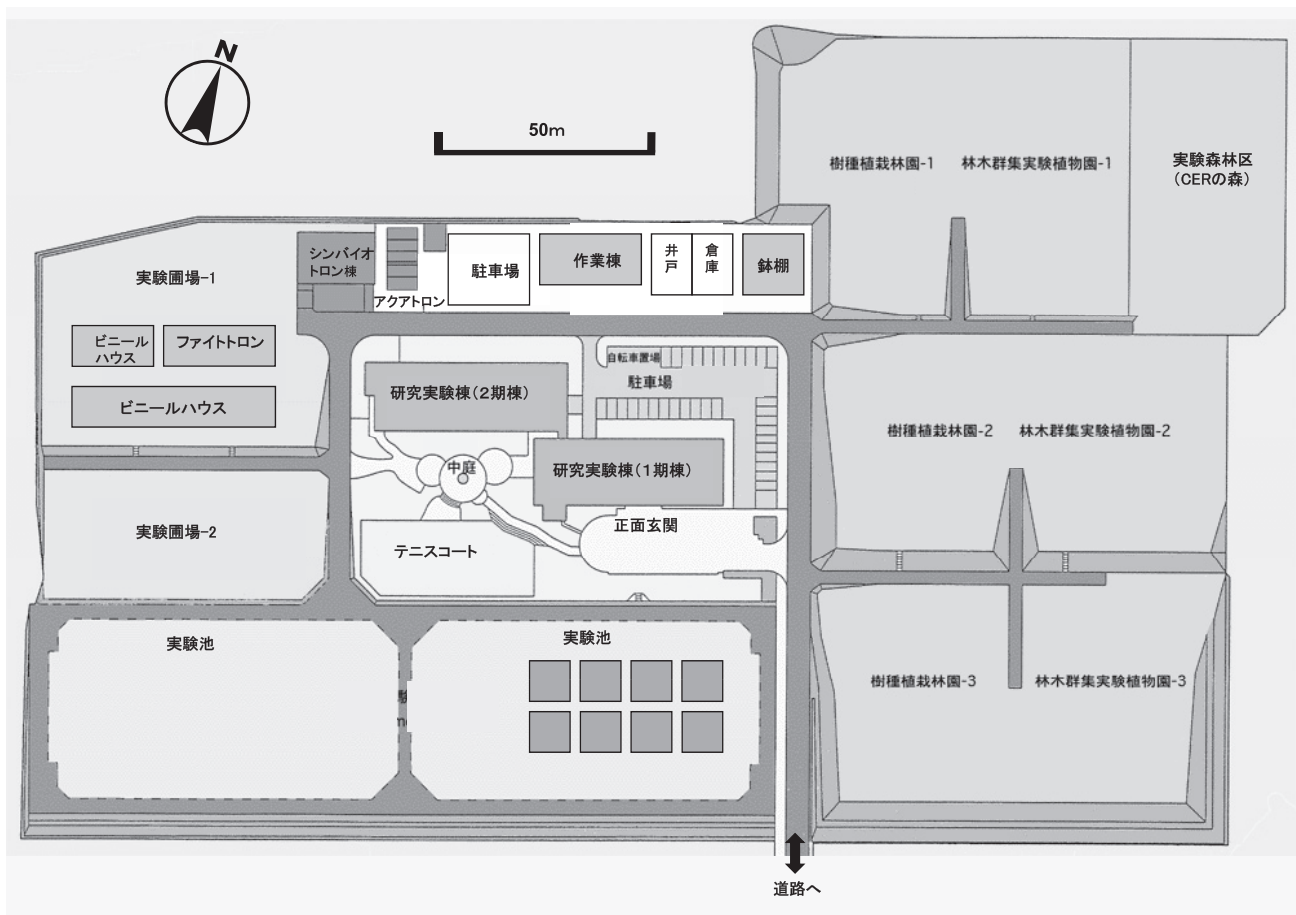 N
50m
樹種植栽林園-1 林木群集実験植物園-1
実験森林区
(CERの森)
実験圃場-1
シンバイオ
トロン棟
アクアトロン
駐車場
作業棟
井戸
倉庫
鉢棚
ビニール
ハウス
ファイトトロン
ビニールハウス
研究実験棟(2期棟)
自転車置場
駐車場
樹種植栽林園-2 林木群集実験植物園-2
中庭
研究実験棟(1期棟)
実験圃場-2
テニスコート
正面玄関
実験池
実験池
樹種植栽林園-3 林木群集実験植物園-3
道路へ